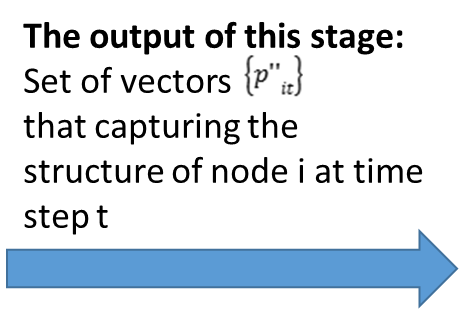 The output of this stage:
Set of vectors {p''ᵢₜ}
that capturing the
structure of node i at time
step t